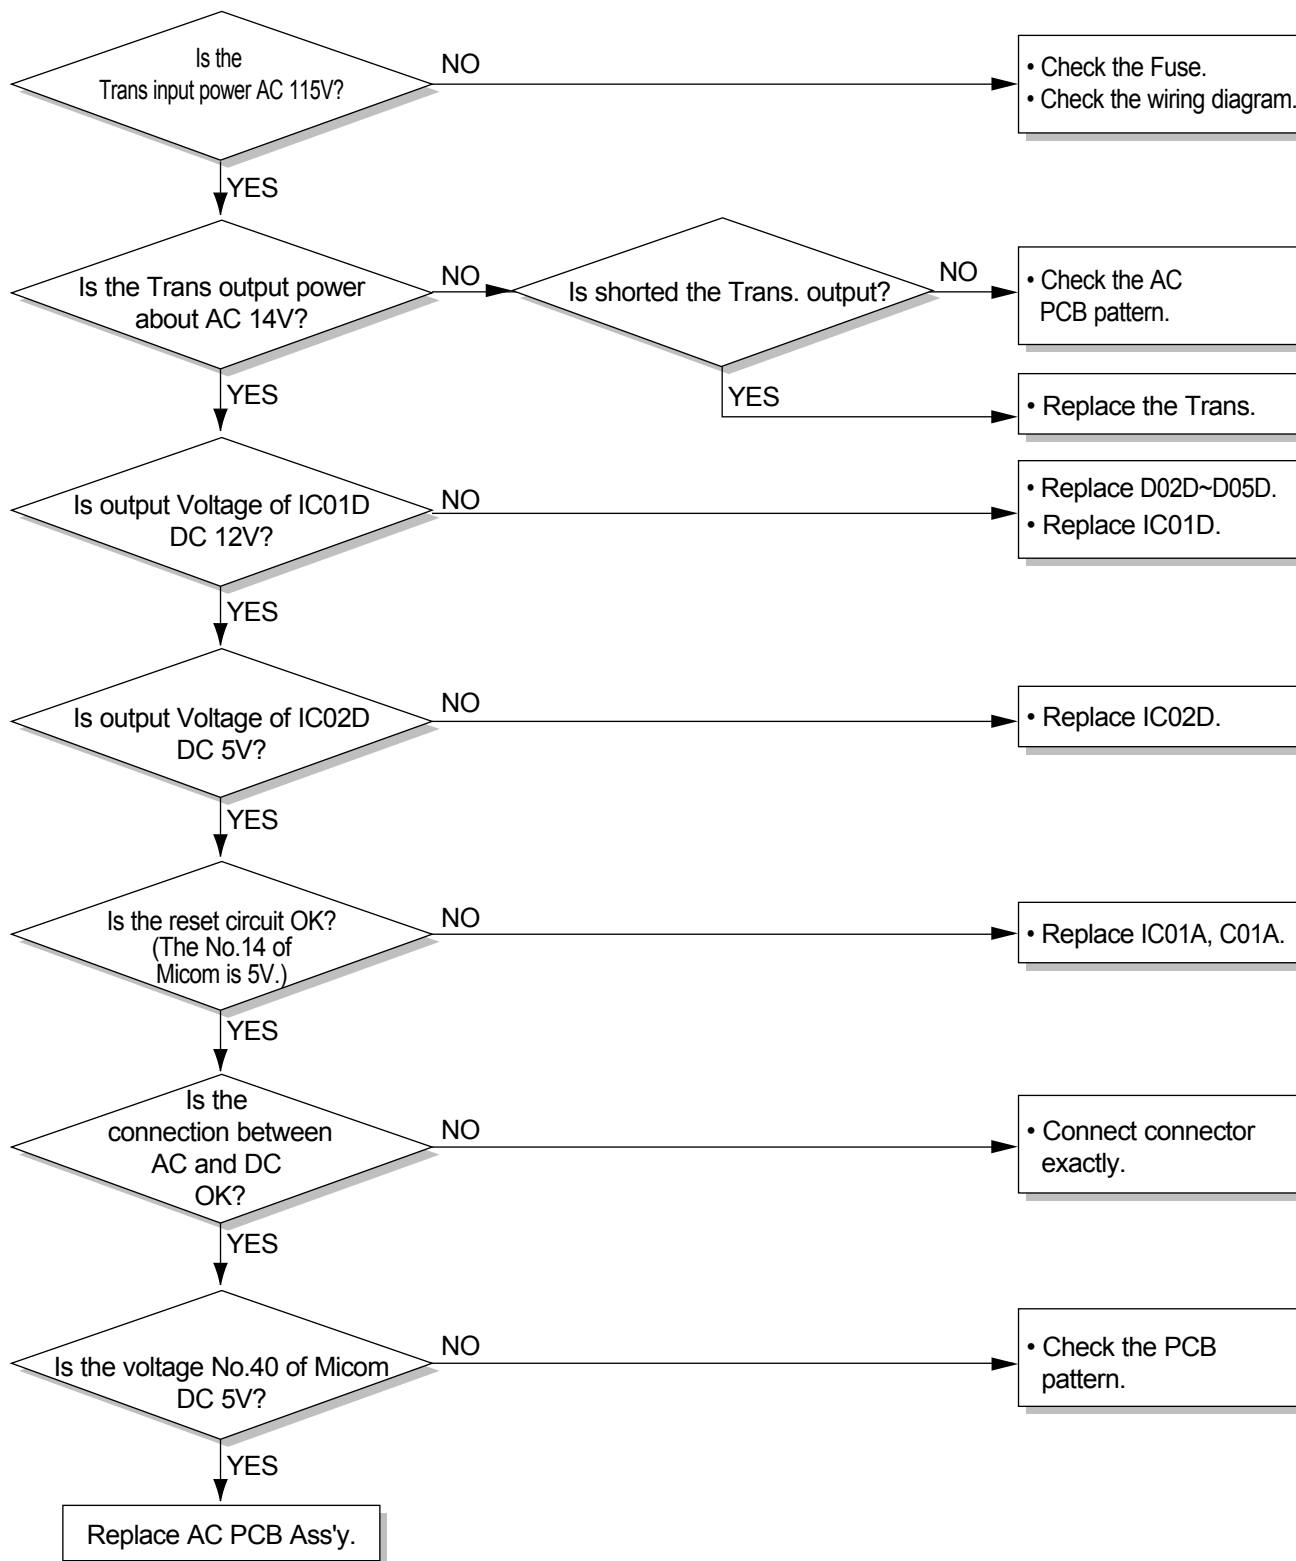 Is the
Trans input power AC 115V?
NO
• Check the Fuse.
• Check the wiring diagram.
YES
Is the Trans output power
about AC 14V?
NO
Is shorted the Trans. output?
NO
• Check the AC
PCB pattern.
YES
YES
• Replace the Trans.
Is output Voltage of IC01D
DC 12V?
NO
• Replace D02D~D05D.
• Replace IC01D.
YES
Is output Voltage of IC02D
DC 5V?
NO
• Replace IC02D.
YES
Is the reset circuit OK?
(The No.14 of
Micom is 5V.)
NO
• Replace IC01A, C01A.
YES
Is the
connection between
AC and DC
OK?
NO
• Connect connector
exactly.
YES
Is the voltage No.40 of Micom
DC 5V?
NO
• Check the PCB
pattern.
YES
Replace AC PCB Ass'y.